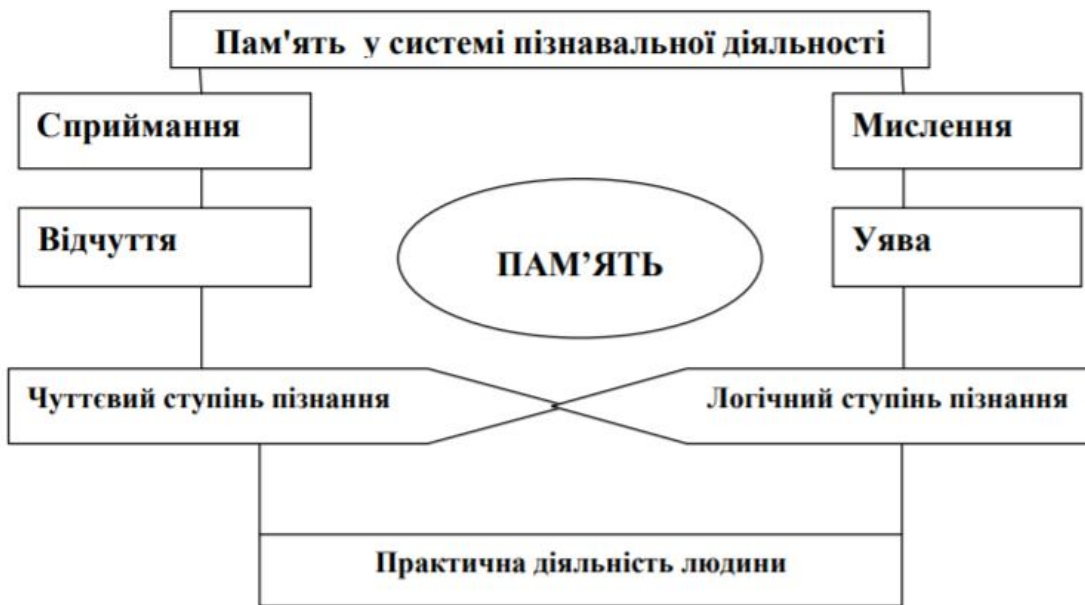 Пам'ять у системі пізнавальної діяльності
Сприймання
Мислення
Відчуття
Уява
ПАМ’ЯТЬ
Чуттєвий ступінь пізнання
Логічний ступінь пізнання
Практична діяльність людини